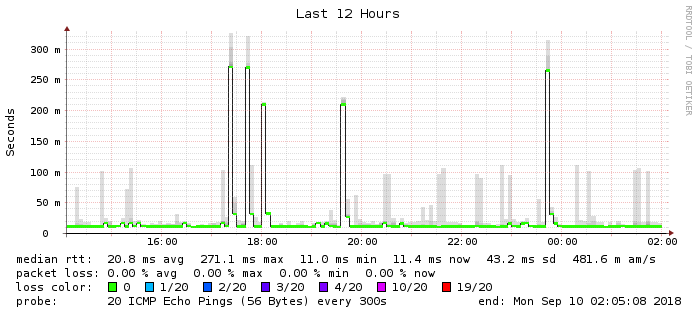 Last 12 Hours
RRDTOOL / TOBI OETIKER
Seconds
300 m
250 m
200 m
150 m
100 m
50 m
0
16:00 18:00 20:00 22:00 00:00 02:00
median rtt: 20.8 ms avg 271.1 ms max 11.0 ms min 11.4 ms now 43.2 ms sd 481.6 m am/s
packet loss: 0.00 % avg 0.00 % max 0.00 % min 0.00 % now
loss color: 0 1/20 2/20 3/20 4/20 10/20 19/20
probe: 20 ICMP Echo Pings (56 Bytes) every 300s end: Mon Sep 10 02:05:08 2018